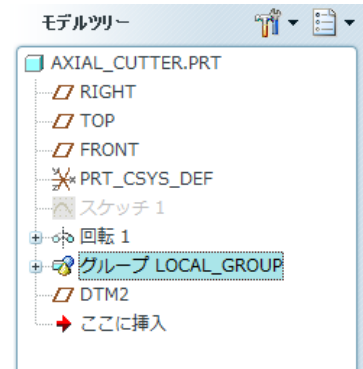 モデルツリー
AXIAL_CUTTER.PRT
RIGHT
TOP
FRONT
PRT_CSYS_DEF
スケッチ 1
回転 1
グループ LOCAL_GROUP
DTM2
ここに挿入